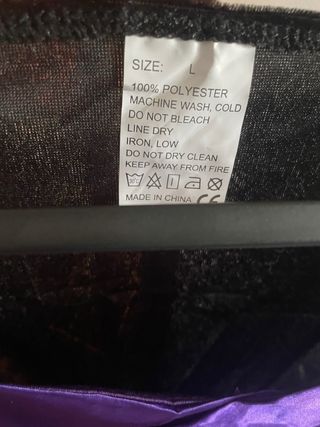 SIZE: L
100% POLYESTER
MACHINE WASH, COLD
DO NOT BLEACH
LINE DRY
IRON, LOW
DO NOT DRY CLEAN
KEEP AWAY FROM FIRE
MADE IN CHINA CE